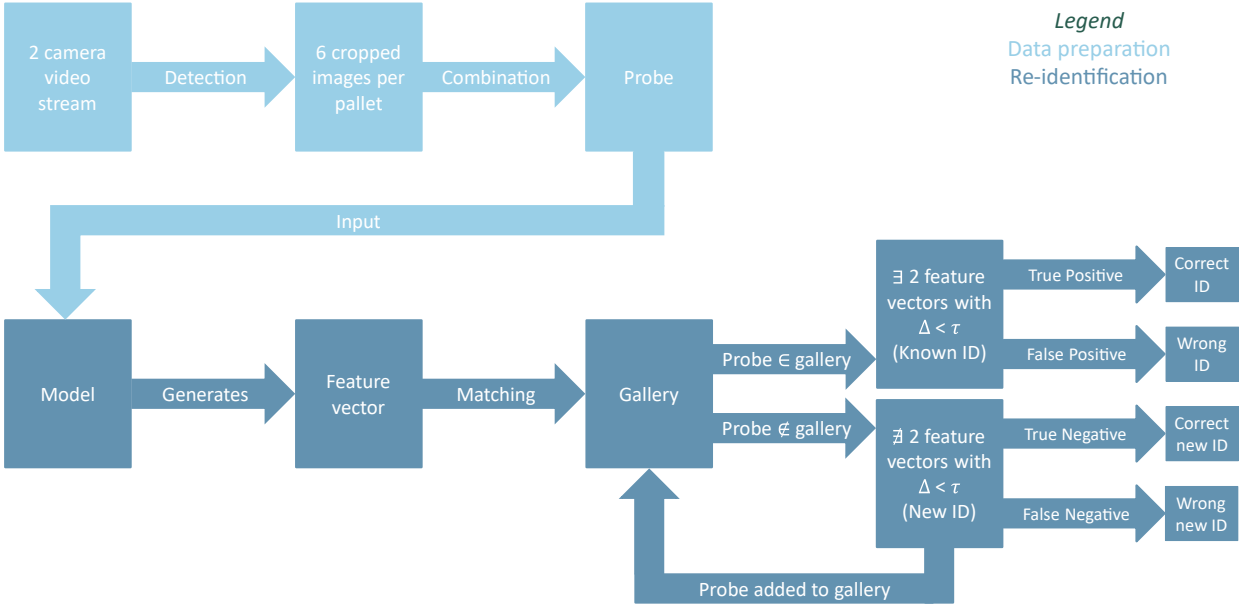 Legend
Data preparation
Re-identification
2 camera
video
stream
Detection
6 cropped
images per
pallet
Combination
Probe
Input
Model
Generates
Feature
vector
Matching
Gallery
Probe ∈ gallery
Probe ∉ gallery
∃ 2 feature
vectors with
Δ < τ
(Known ID)
True Positive
Correct
ID
False Positive
Wrong
ID
∄ 2 feature
vectors with
Δ < τ
(New ID)
True Negative
Correct
new ID
False Negative
Wrong
new ID
Probe added to gallery